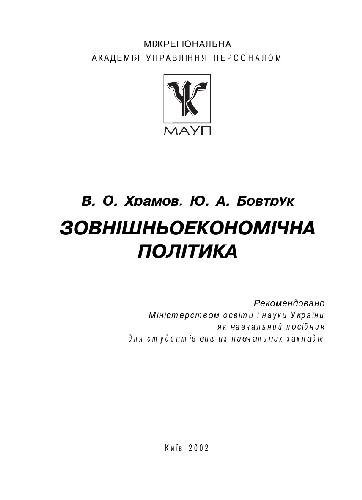 МІЖРЕГІОНАЛЬНА
АКАДЕМІЯ УПРАВЛІННЯ ПЕРСОНАЛОМ
МАУП
В. О. Храмов, Ю. А. Бовтрук
ЗОВНІШНЬОЕКОНОМІЧНА
ПОЛІТИКА
Рекомендовано
Міністерством освіти і науки України
як навчальний посібник
для студентів вищих навчальних закладів
Київ 2002